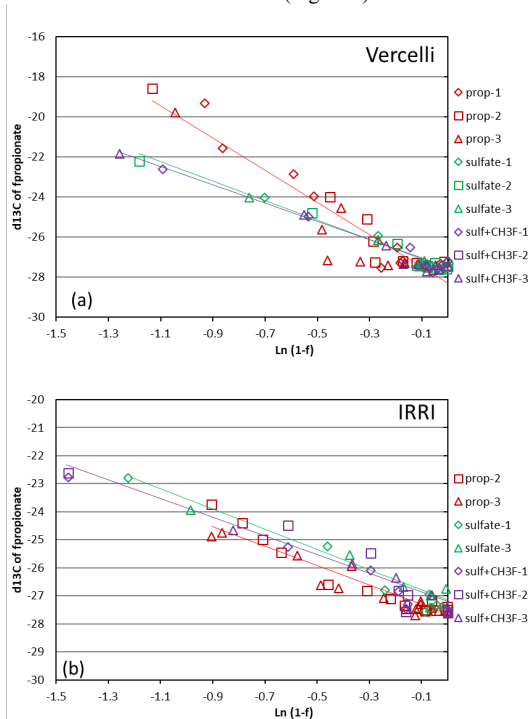 Vercelli
d13C of fpropionate
-16
-18
-20
-22
-24
-26
-28
-30
(a)
-1.5 -1.3 -1.1 -0.9 -0.7 -0.5 -0.3 -0.1
Ln (1-f)
prop-1
prop-2
prop-3
sulfate-1
sulfate-2
sulfate-3
sulf+CH3F-1
sulf+CH3F-2
sulf+CH3F-3
IRRI
d13C of fpropionate
-20
-21
-22
-23
-24
-25
-26
-27
-28
-29
-30
(b)
-1.5 -1.3 -1.1 -0.9 -0.7 -0.5 -0.3 -0.1
Ln (1-f)
prop-2
prop-3
sulfate-1
sulfate-3
sulf+CH3F-1
sulf+CH3F-2
sulf+CH3F-3